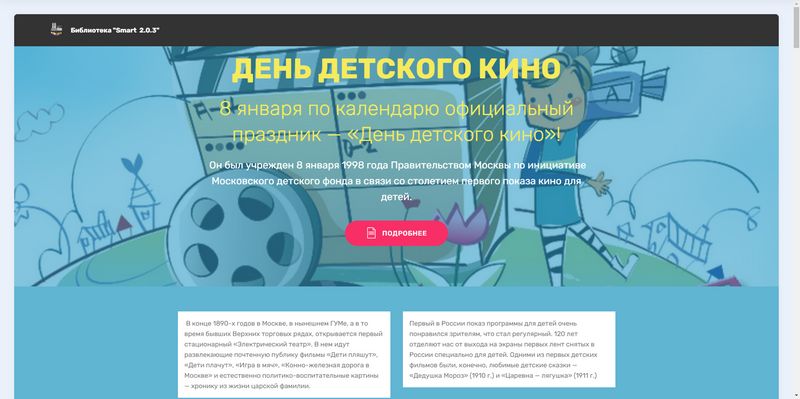 Библиотека "Smart 2.0.3"
ДЕНЬ ДЕТСКОГО КИНО
8 января по календарю официальный
праздник — «День детского кино»!
Он был учрежден 8 января 1998 года Правительством Москвы по инициативе
Московского детского фонда в связи со столетием первого показа кино для
детей.
ПОДРОБНЕЕ
В конце 1890-х годов в Москве, в нынешнем ГУМе, а в то
время бывших Верхних торговых рядах, открывается первый
стационарный «Электрический театр». В нем идут
развлекающие почтенную публику фильмы «Дети пляшут»,
«Дети плачут», «Игра в мяч», «Конно-железная дорога в
Москве» и естественно политико-воспитательные картины
— хронику из жизни царской фамилии.
Первый в России показ программы для детей очень
понравился зрителям, что стал регулярный. 120 лет
отделяют нас от выхода на экраны первых лент снятых в
России специально для детей. Одними из первых детских
фильмов были, конечно, любимые детские сказки —
«Дедушка Мороз» (1910 г.) и «Царевна — лягушка» (1911 г.)